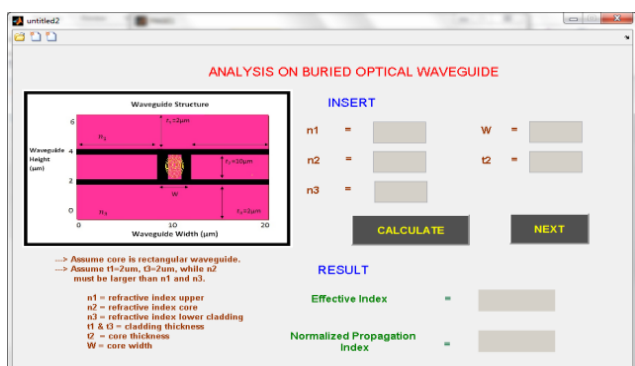 untitled2
ANALYSIS ON BURIED OPTICAL WAVEGUIDE
Waveguide Structure
Waveguide
Height
(μm)
6
4
2
0
n₁
t₁=2μm
W
n₃
t₃=2μm
0
10
20
Waveguide Width (μm)
INSERT
n1 =
W =
n2 =
t2 =
n3 =
CALCULATE
NEXT
---> Assume core is rectangular waveguide.
---> Assume t1=2um, t3=2um, while n2
must be larger than n1 and n3.
n1 = refractive index upper
n2 = refractive index core
n3 = refractive index lower cladding
t1 & t3 = cladding thickness
t2 = core thickness
W = core width
RESULT
Effective Index =
Normalized Propagation
Index =